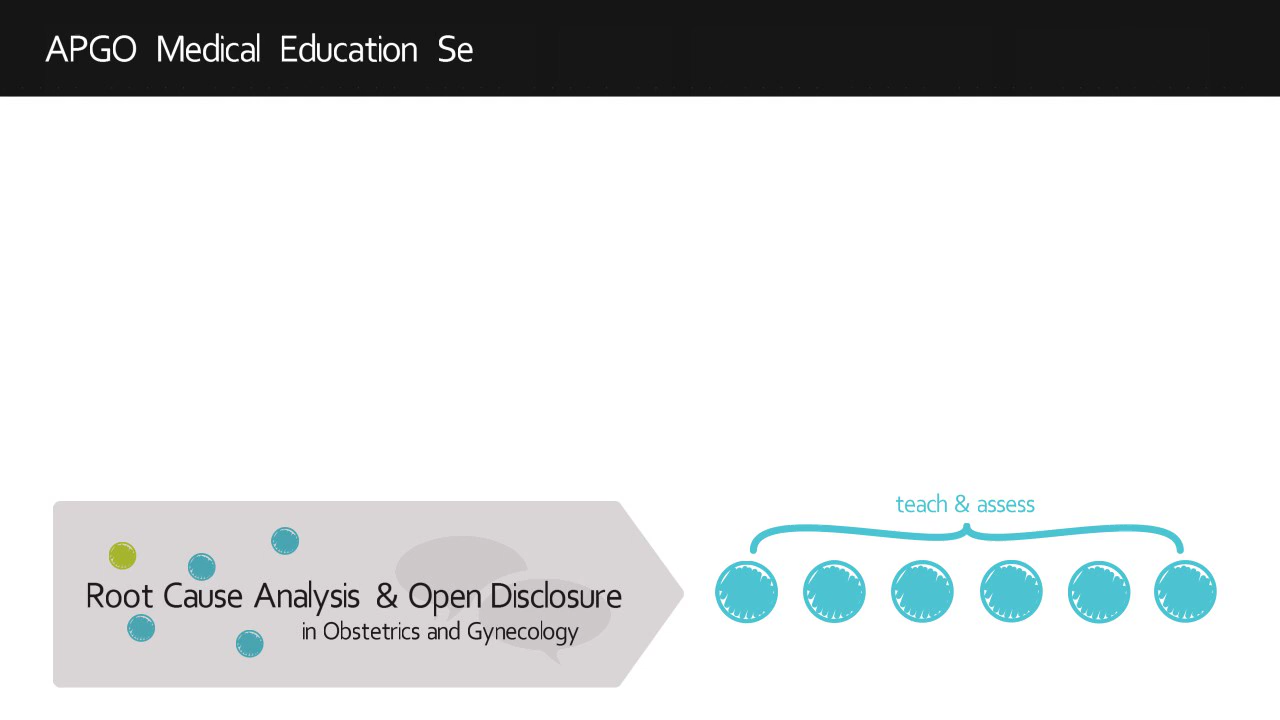 APGO Medical Education Se
teach & assess
Root Cause Analysis & Open Disclosure
in Obstetrics and Gynecology